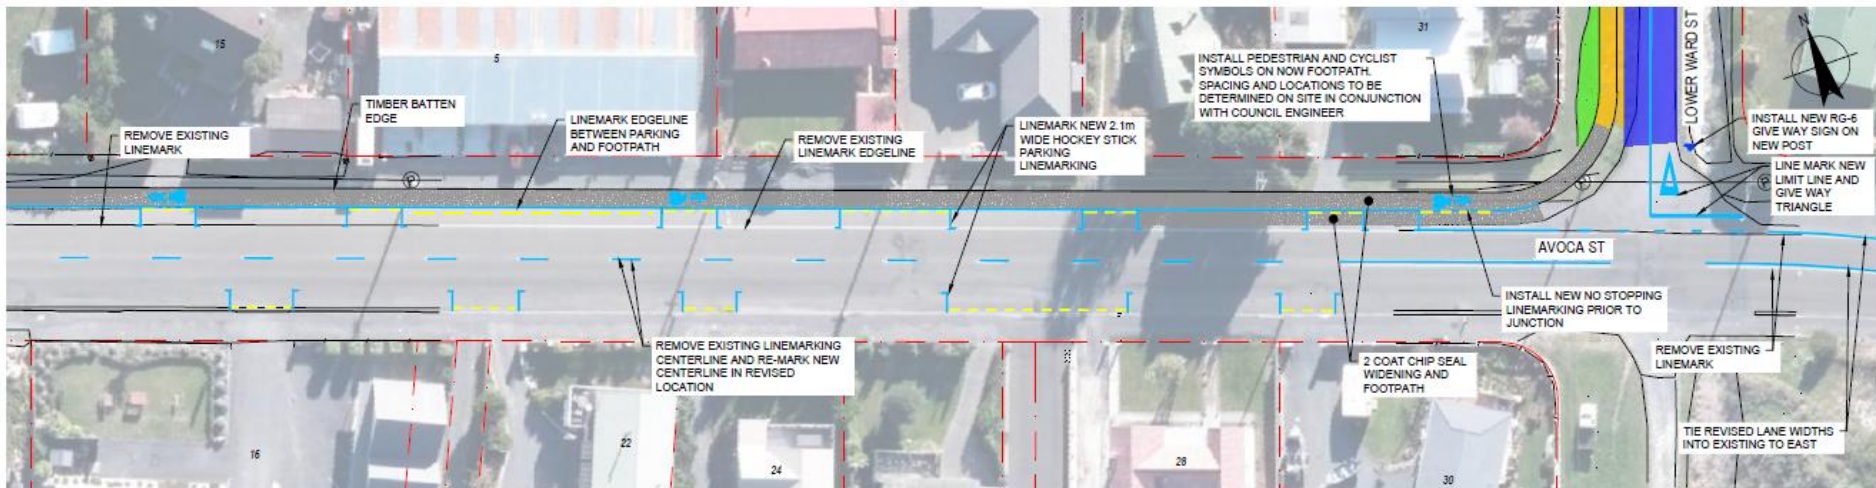 15
5
31
N
LOWER WARD ST
INSTALL PEDESTRIAN AND CYCLIST
SYMBOLS ON NOW FOOTPATH.
SPACING AND LOCATIONS TO BE
DETERMINED ON SITE IN CONJUNCTION
WITH COUNCIL ENGINEER
TIMBER BATTEN
EDGE
LINEMARK EDGELINE
BETWEEN PARKING
AND FOOTPATH
REMOVE EXISTING
LINEMARK
REMOVE EXISTING
LINEMARK EDGELINE
LINEMARK NEW 2.1m
WIDE HOCKEY STICK
PARKING
LINEMARKING
INSTALL NEW RG-6
GIVE WAY SIGN ON
NEW POST
LINE MARK NEW
LIMIT LINE AND
GIVE WAY
TRIANGLE
P
P
P
AVOCA ST
INSTALL NEW NO STOPPING
LINEMARKING PRIOR TO
JUNCTION
REMOVE EXISTING LINEMARKING
CENTERLINE AND RE-MARK NEW
CENTERLINE IN REVISED
LOCATION
2 COAT CHIP SEAL
WIDENING AND
FOOTPATH
REMOVE EXISTING
LINEMARK
TIE REVISED LANE WIDTHS
INTO EXISTING TO EAST
16
22
24
28
30